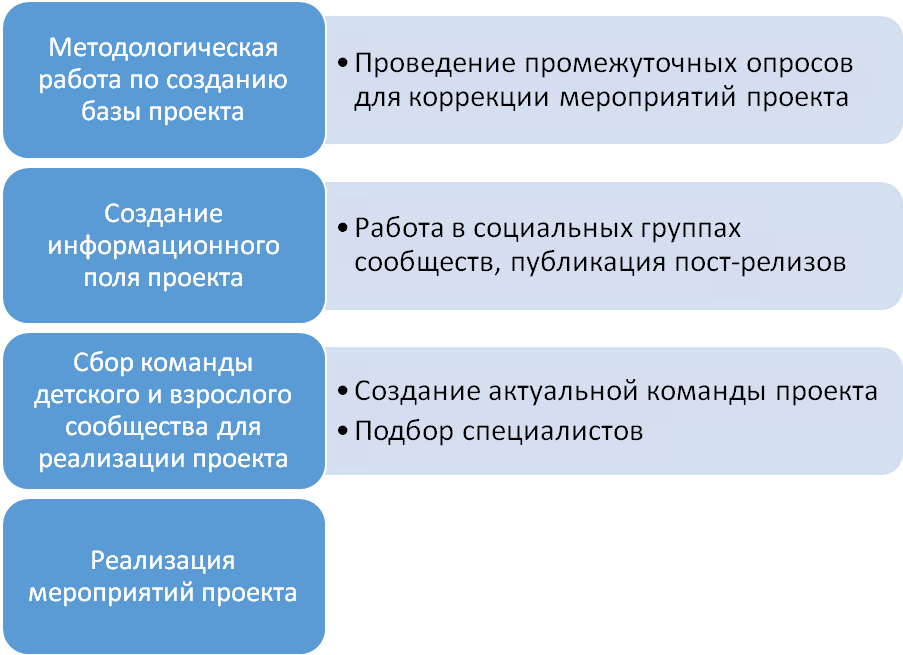 Методологическая
работа по созданию
базы проекта
• Проведение промежуточных опросов
для коррекции мероприятий проекта
Создание
информационного
поля проекта
• Работа в социальных группах
сообществ, публикация пост-релизов
Сбор команды
детского и взрослого
сообщества для
реализации проекта
• Создание актуальной команды проекта
• Подбор специалистов
Реализация
мероприятий проекта